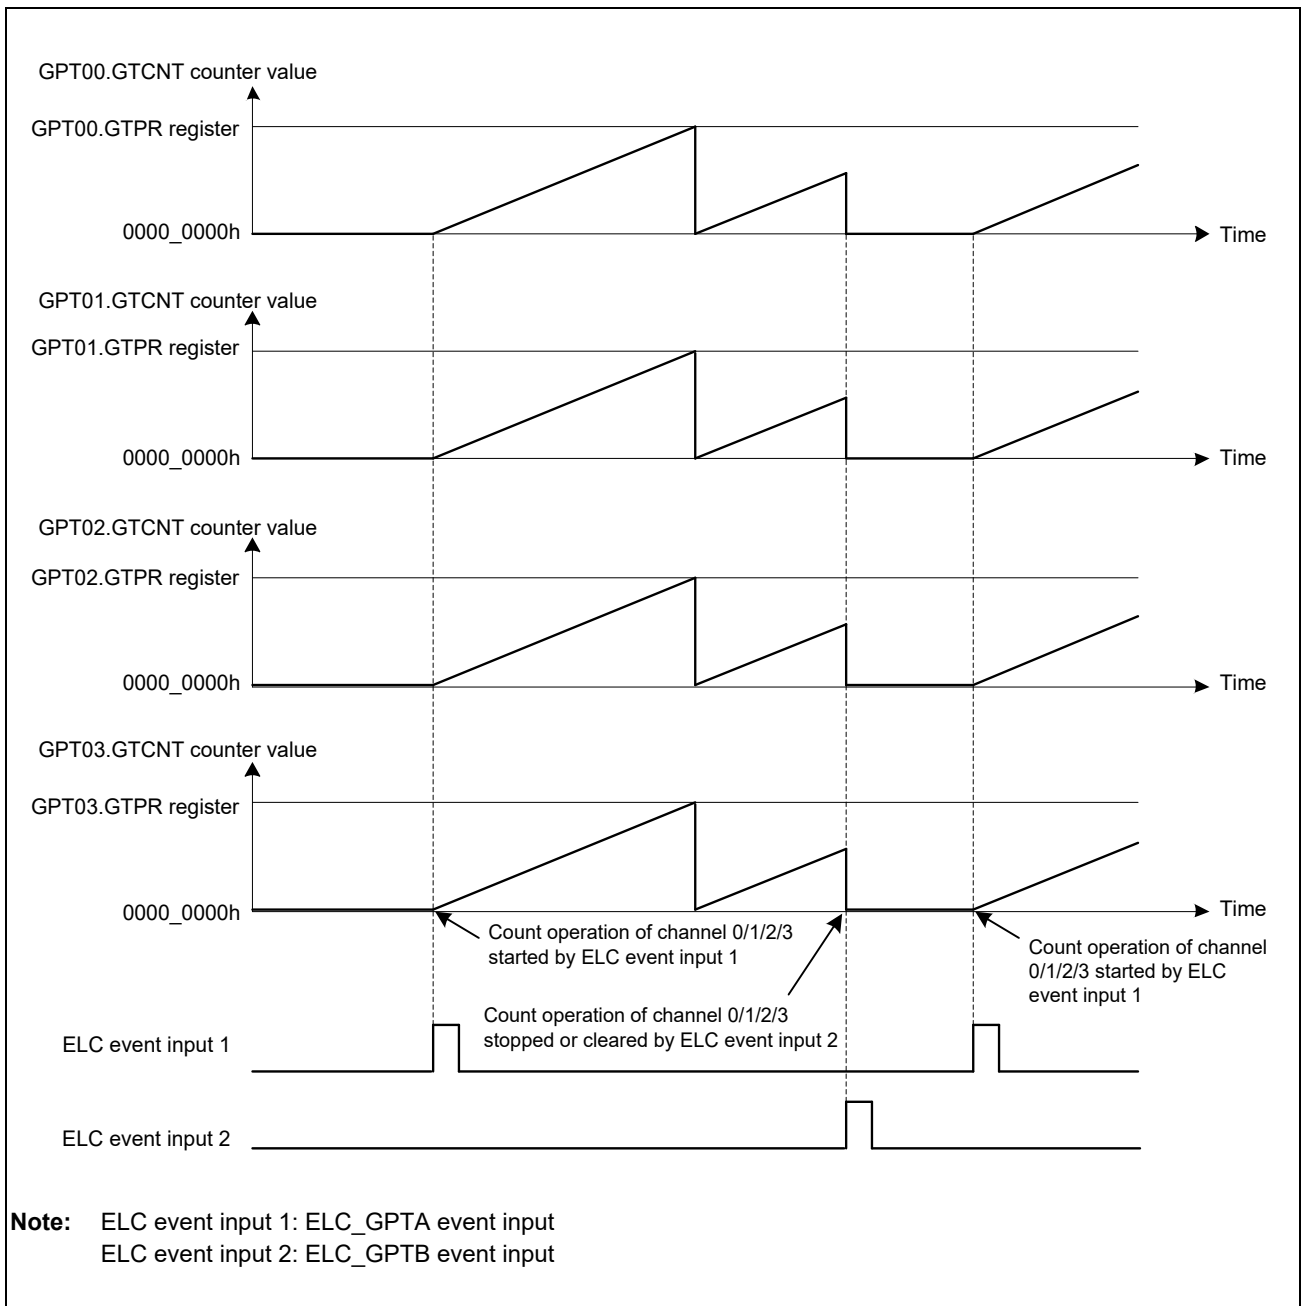 GPT00.GTCNT counter value
GPT00.GTPR register
0000_0000h
Time
GPT01.GTCNT counter value
GPT01.GTPR register
0000_0000h
Time
GPT02.GTCNT counter value
GPT02.GTPR register
0000_0000h
Time
GPT03.GTCNT counter value
GPT03.GTPR register
0000_0000h
Time
Count operation of channel 0/1/2/3
started by ELC event input 1
Count operation of channel
0/1/2/3 started by ELC
event input 1
Count operation of channel 0/1/2/3
stopped or cleared by ELC event input 2
ELC event input 1
ELC event input 2
Note: ELC event input 1: ELC_GPTA event input
ELC event input 2: ELC_GPTB event input